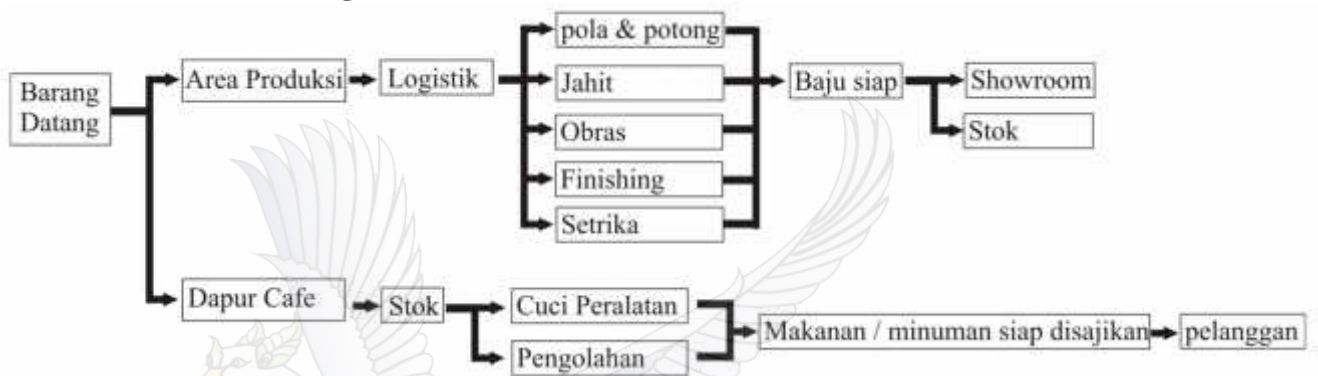 Barang
Datang
Area Produksi
Logistik
pola & potong
Jahit
Obras
Finishing
Setrika
Baju siap
Showroom
Stok
Dapur Cafe
Stok
Cuci Peralatan
Pengolahan
Makanan / minuman siap disajikan
pelanggan